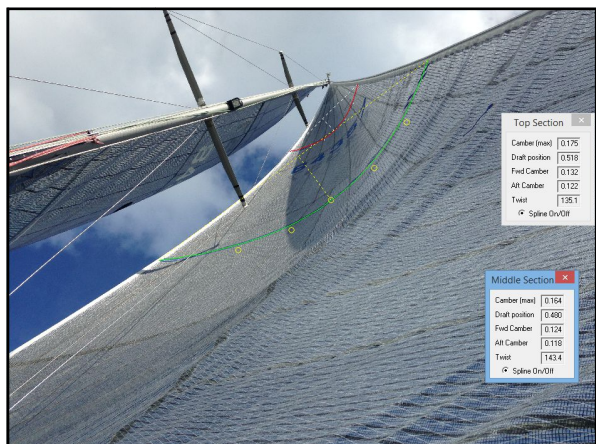 Top Section
Camber (max) 0.175
Draft position 0.518
Fwd Camber 0.132
Aft Camber 0.122
Twist 135.1
Spline On/Off
Middle Section
Camber (max) 0.164
Draft position 0.480
Fwd Camber 0.124
Aft Camber 0.118
Twist 143.4
Spline On/Off